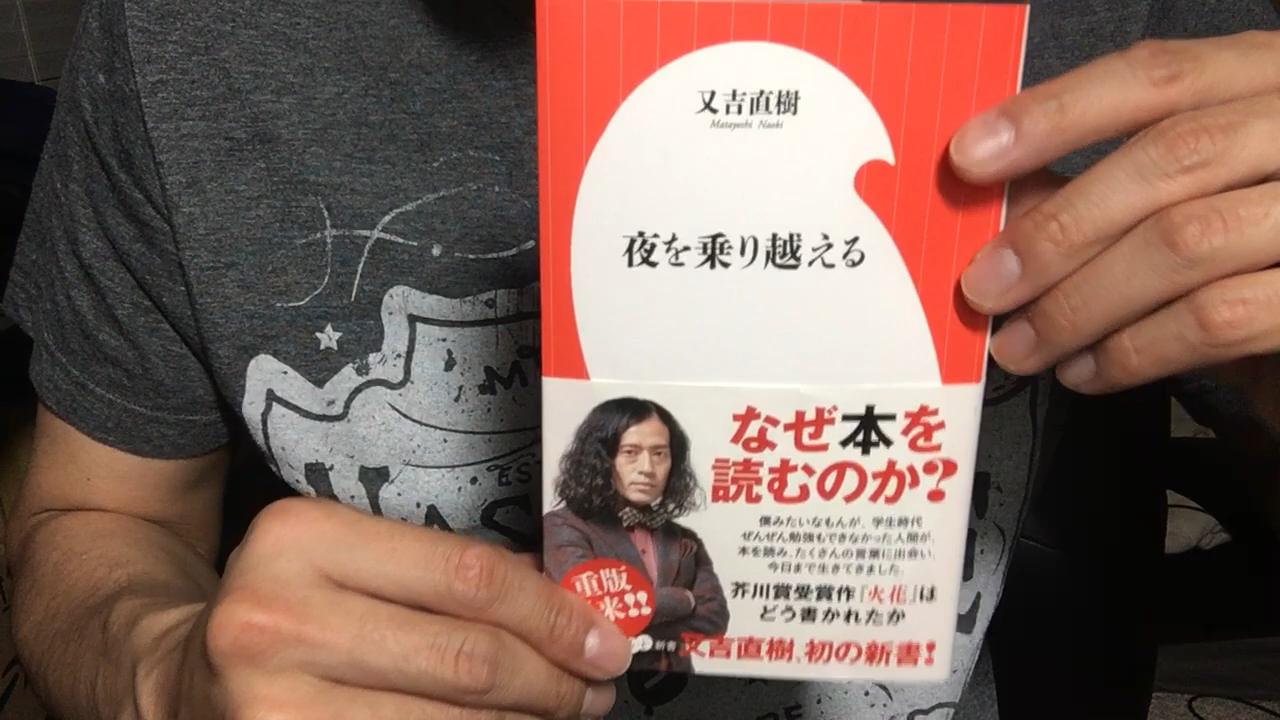 又吉直樹
Matayoshi Naoki
夜を乗り越える
なぜ本を
読むのか?
僕みたいなもんが、学生時代
ぜんぜん勉強もできなかった人間が、
本を読み、たくさんの言葉に出会い、
今日まで生きてきました。
芥川賞受賞作『火花』は
どう書かれたか
重版
来!!
新書
又吉直樹、初の新書!